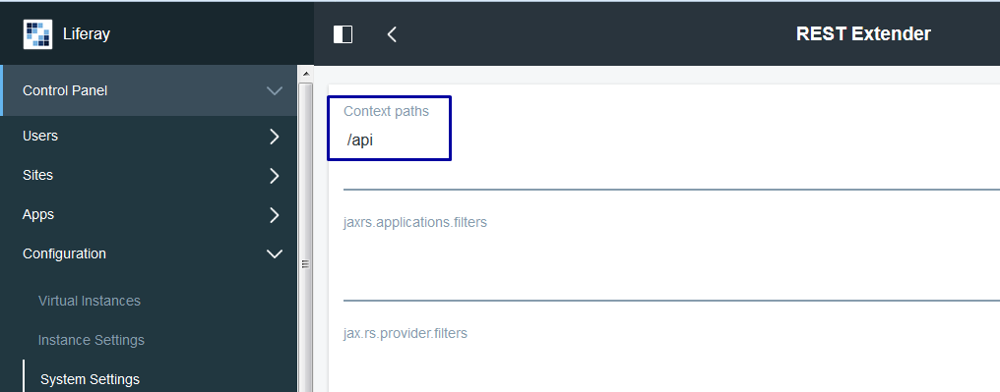 Liferay
REST Extender
Control Panel
Users
Sites
Apps
Configuration
Virtual Instances
Instance Settings
System Settings
Context paths
/api
jaxrs.applications.filters
jax.rs.provider.filters